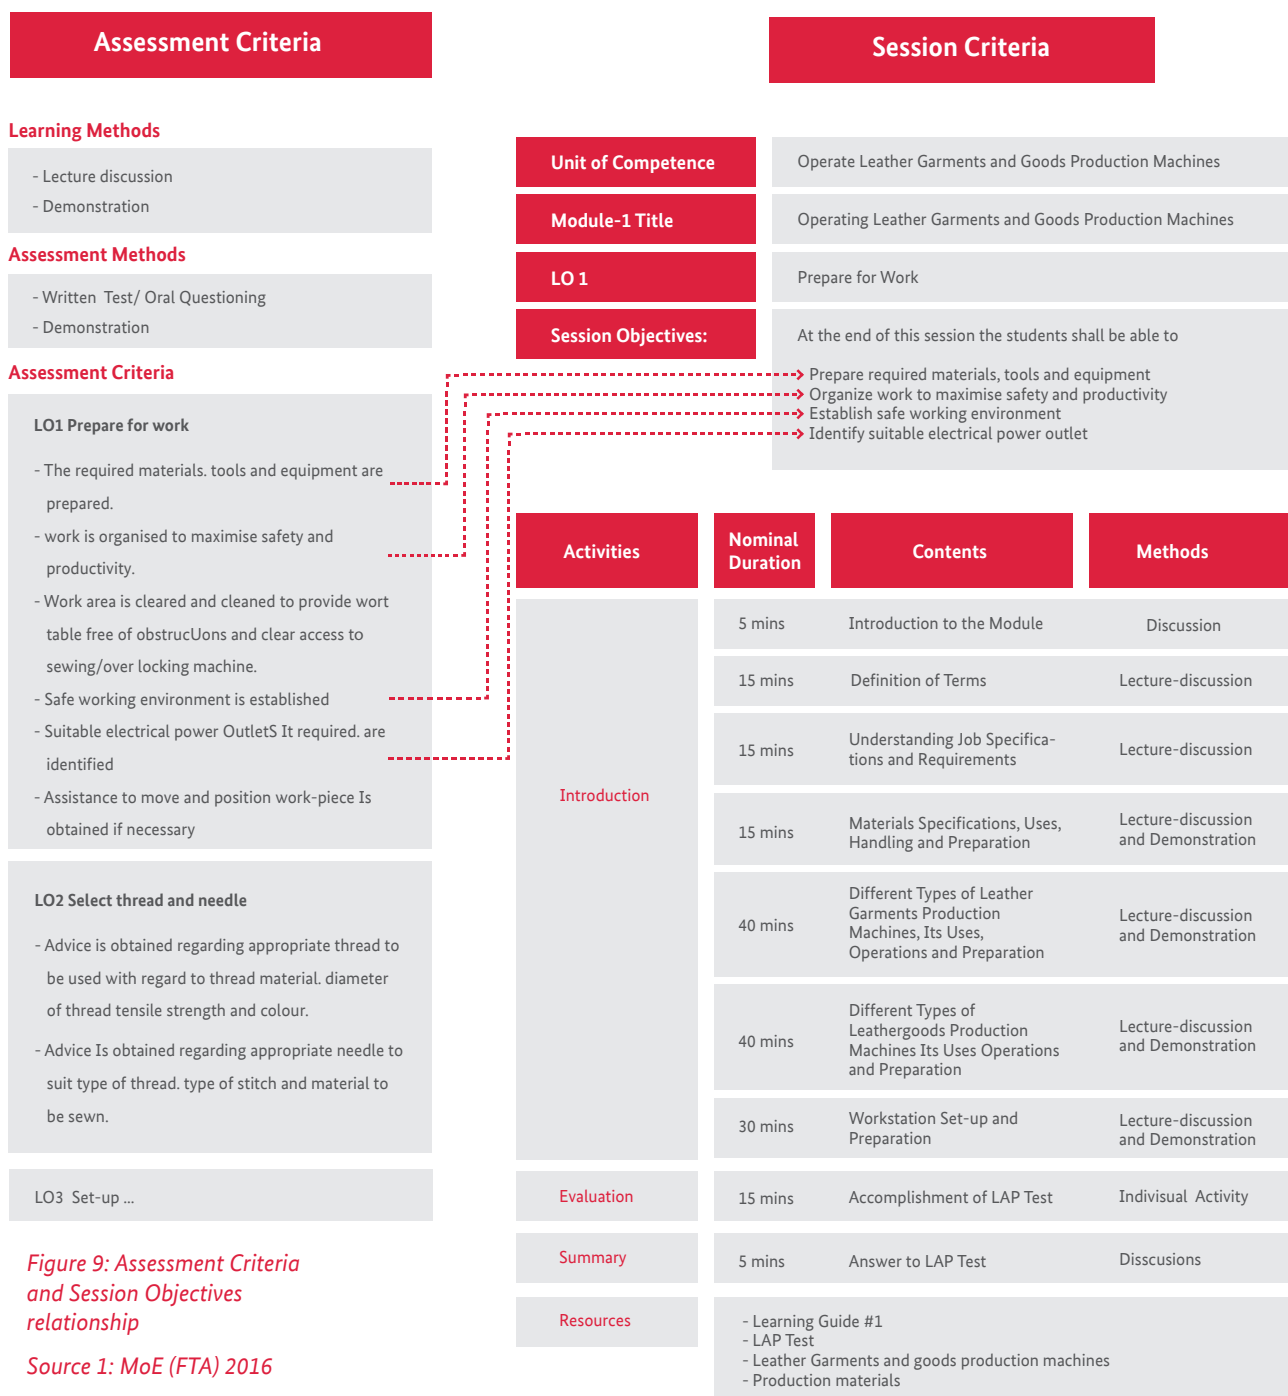 Assessment Criteria
Learning Methods
- Lecture discussion
- Demonstration
Assessment Methods
- Written Test/ Oral Questioning
- Demonstration
Assessment Criteria
LO1 Prepare for work
- The required materials. tools and equipment are
prepared.
- work is organised to maximise safety and
productivity.
- Work area is cleared and cleaned to provide wort
table free of obstrucUons and clear access to
sewing/over locking machine.
- Safe working environment is established
- Suitable electrical power OutletS It required. are
identified
- Assistance to move and position work-piece Is
obtained if necessary
LO2 Select thread and needle
- Advice is obtained regarding appropriate thread to
be used with regard to thread material. diameter
of thread tensile strength and colour.
- Advice Is obtained regarding appropriate needle to
suit type of thread. type of stitch and material to
be sewn.
LO3 Set-up ...
Figure 9: Assessment Criteria
and Session Objectives
relationship
Source 1: MoE (FTA) 2016
Session Criteria
Unit of Competence
Operate Leather Garments and Goods Production Machines
Module-1 Title
Operating Leather Garments and Goods Production Machines
LO 1
Prepare for Work
Session Objectives:
At the end of this session the students shall be able to
Prepare required materials, tools and equipment
Organize work to maximise safety and productivity
Establish safe working environment
Identify suitable electrical power outlet
Activities
Nominal
Duration
Contents
Methods
Introduction
5 mins
Introduction to the Module
Discussion
15 mins
Definition of Terms
Lecture-discussion
15 mins
Understanding Job Specifica-
tions and Requirements
Lecture-discussion
15 mins
Materials Specifications, Uses,
Handling and Preparation
Lecture-discussion
and Demonstration
40 mins
Different Types of Leather
Garments Production
Machines, Its Uses,
Operations and Preparation
Lecture-discussion
and Demonstration
40 mins
Different Types of
Leathergoods Production
Machines Its Uses Operations
and Preparation
Lecture-discussion
and Demonstration
30 mins
Workstation Set-up and
Preparation
Lecture-discussion
and Demonstration
Evaluation
15 mins
Accomplishment of LAP Test
Indivisual Activity
Summary
5 mins
Answer to LAP Test
Disscusions
Resources
- Learning Guide #1
- LAP Test
- Leather Garments and goods production machines
- Production materials